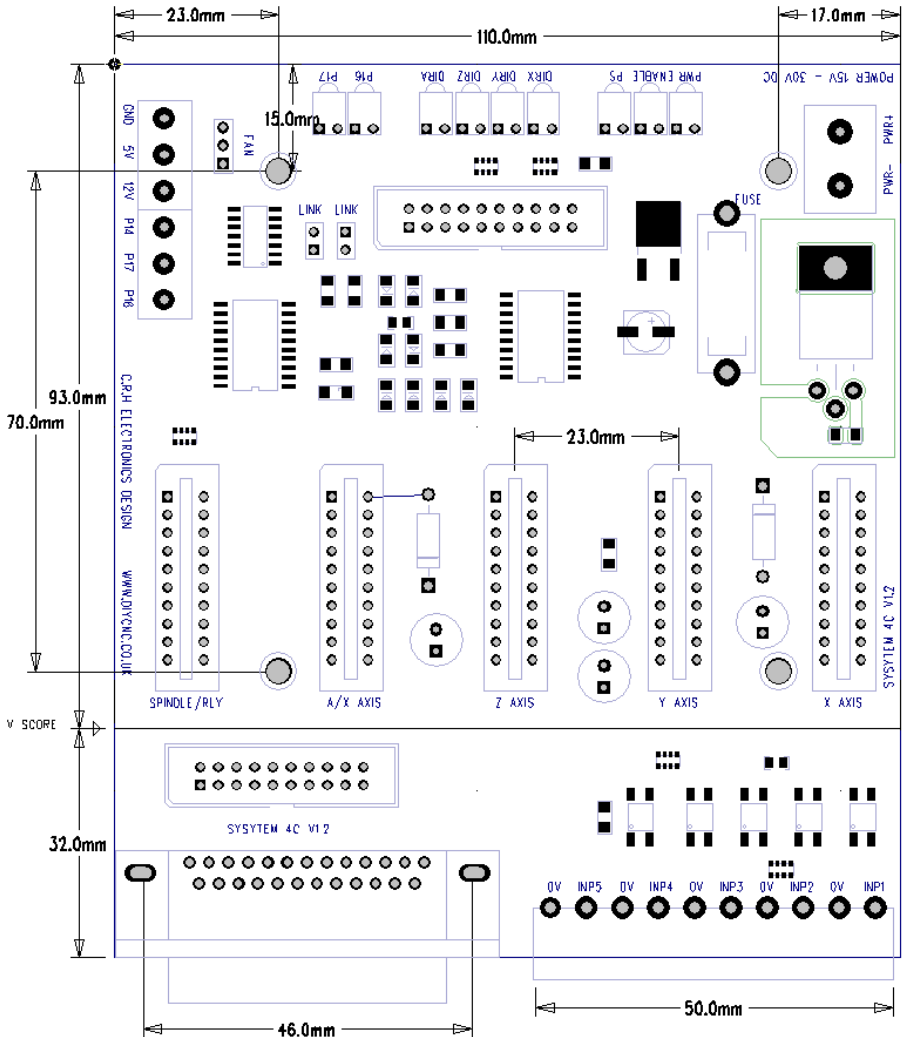 23.0mm
17.0mm
110.0mm
P17
P16
DIRA
DIRZ
DIRY
DIRX
PS
PWR ENABLE
POWER 15V - 30V DC
15.0mm
GND
5V
12V
P14
P17
P16
FAN
PWR+
PWR-
FUSE
LINK
LINK
93.0mm
70.0mm
C.R.H ELECTRONICS DESIGN
WWW.DIYCNC.CO.UK
23.0mm
SYSYTEM 4C V1.2
SPINDLE/RLY
A/X AXIS
Z AXIS
Y AXIS
X AXIS
V SCORE
SYSYTEM 4C V1.2
32.0mm
0V INP5 0V INP4 0V INP3 0V INP2 0V INP1
50.0mm
46.0mm